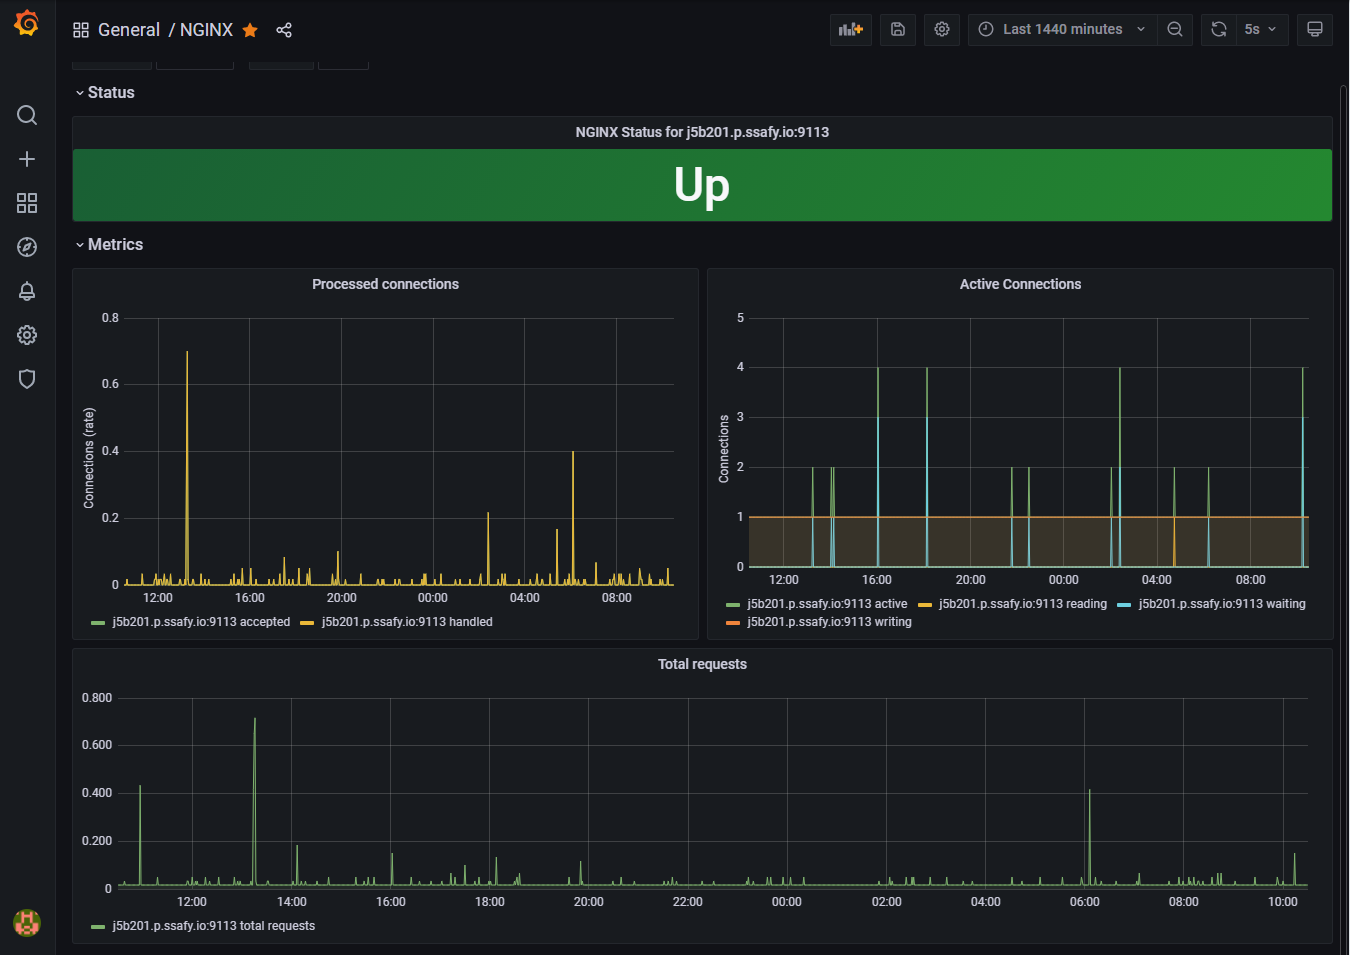 General / NGINX
Last 1440 minutes
5s
Status
NGINX Status for j5b201.p.ssafy.io:9113
Up
Metrics
Processed connections
Connections (rate)
0.8
0.6
0.4
0.2
0
12:00 16:00 20:00 00:00 04:00 08:00
j5b201.p.ssafy.io:9113 accepted j5b201.p.ssafy.io:9113 handled
Active Connections
Connections
5
4
3
2
1
0
12:00 16:00 20:00 00:00 04:00 08:00
j5b201.p.ssafy.io:9113 active j5b201.p.ssafy.io:9113 reading j5b201.p.ssafy.io:9113 waiting
j5b201.p.ssafy.io:9113 writing
Total requests
0.800
0.600
0.400
0.200
0
12:00 14:00 16:00 18:00 20:00 22:00 00:00 02:00 04:00 06:00 08:00 10:00
j5b201.p.ssafy.io:9113 total requests